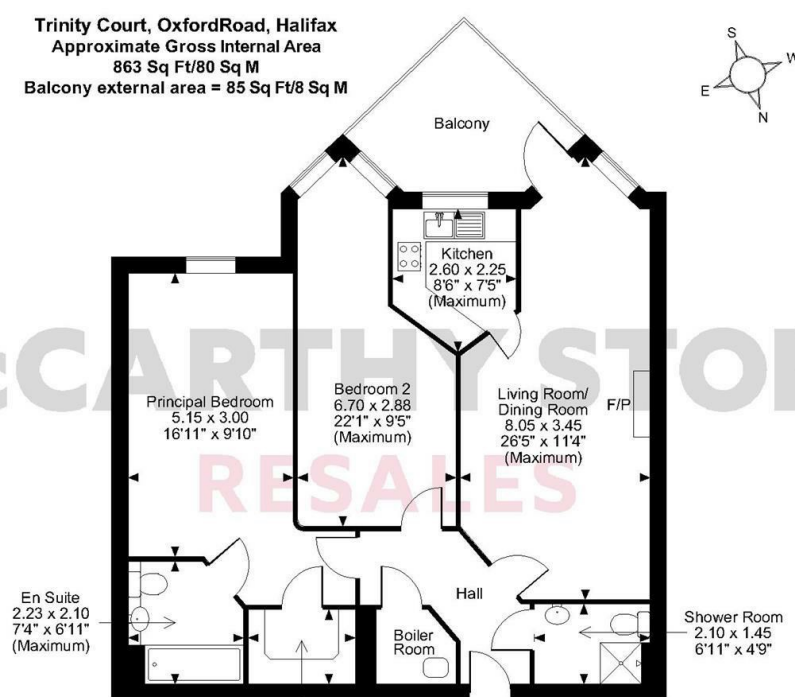 Trinity Court, OxfordRoad, Halifax
Approximate Gross Internal Area
863 Sq Ft/80 Sq M
Balcony external area = 85 Sq Ft/8 Sq M
S
W
E
N
Balcony
Kitchen
2.60 x 2.25
8'6" x 7'5"
(Maximum)
McCARTHY STON
RESALES
Principal Bedroom
5.15 x 3.00
16'11" x 9'10"
Bedroom 2
6.70 x 2.88
22'1" x 9'5"
(Maximum)
Living Room/
Dining Room
8.05 x 3.45
26'5" x 11'4"
(Maximum)
F/P
En Suite
2.23 x 2.10
7'4" x 6'11"
(Maximum)
Hall
Boiler
Room
Shower Room
2.10 x 1.45
6'11" x 4'9"